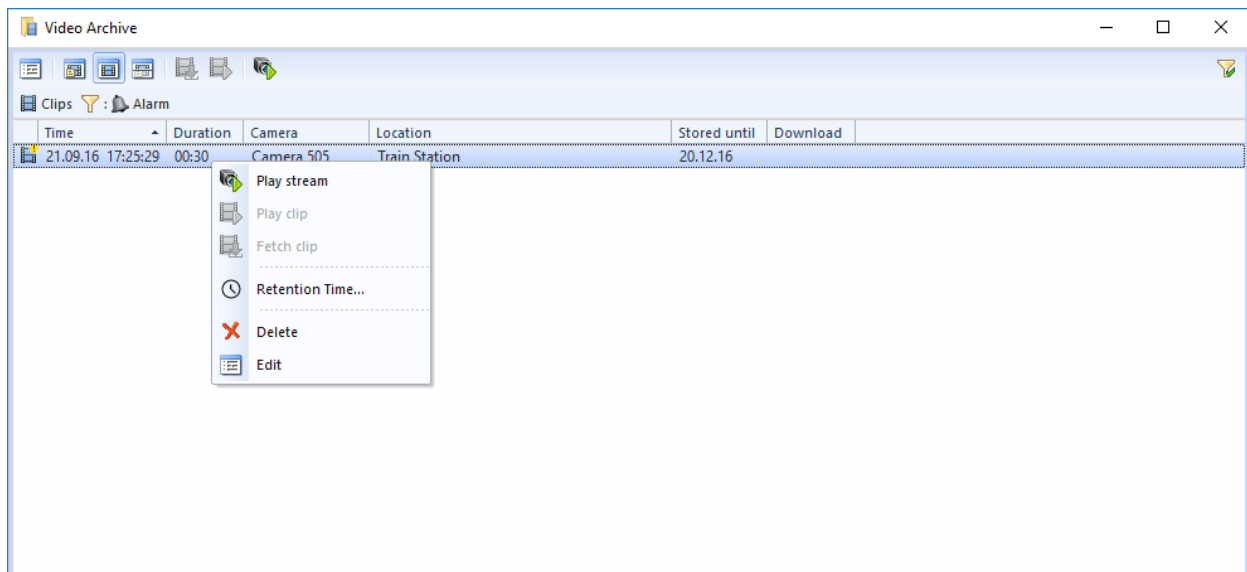 Video Archive
Clips : Alarm
Time Duration Camera Location Stored until Download
21.09.16 17:25:29 00:30 Camera 505 Train Station 20.12.16
Play stream
Play clip
Fetch clip
Retention Time...
Delete
Edit